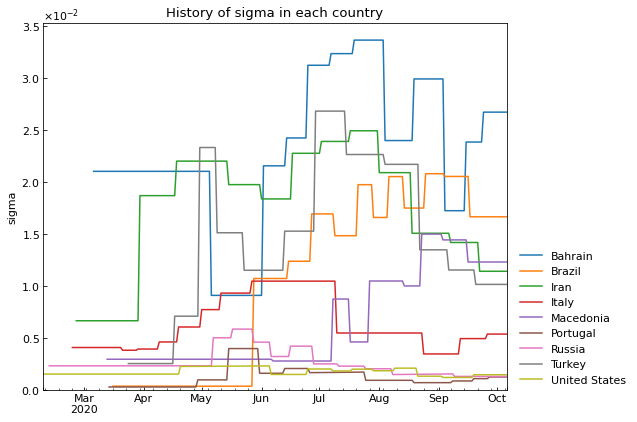 History of sigma in each country
×10⁻²
3.5
3.0
2.5
2.0
1.5
1.0
0.5
0.0
sigma
Mar Apr May Jun Jul Aug Sep Oct
2020
Bahrain
Brazil
Iran
Italy
Macedonia
Portugal
Russia
Turkey
United States